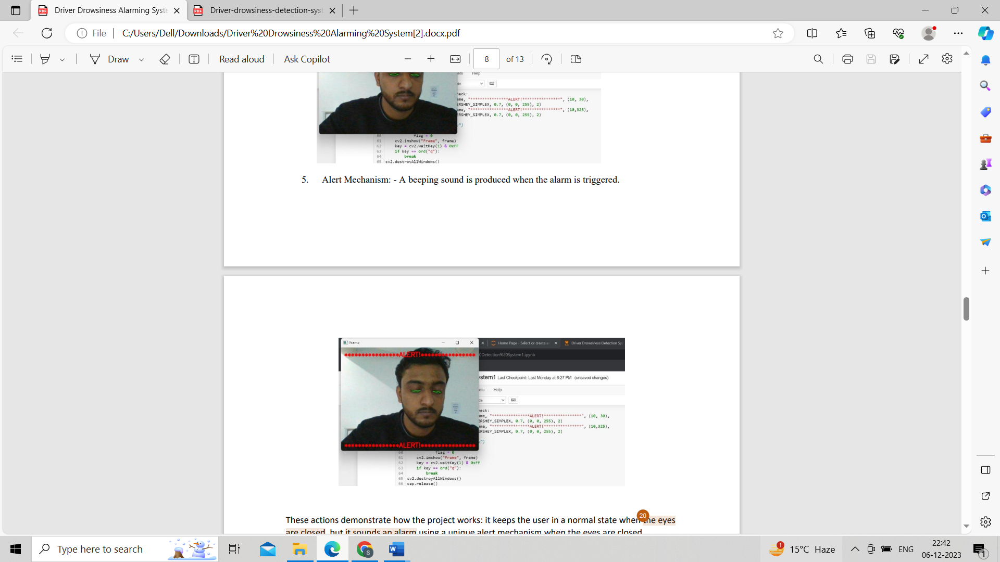 Driver Drowsiness Alarming Syste
Driver-drowsiness-detection-syst
File
C:/Users/Dell/Downloads/Driver%20Drowsiness%20Alarming%20System[2].docx.pdf
Draw
Read aloud
Ask Copilot
8
of 13
Help
heck:
ame, "****************ALERT!****************", (10, 30),
ERSHEY_SIMPLEX, 0.7, (0, 0, 255), 2)
ame, "****************ALERT!****************", (10,325),
ERSHEY_SIMPLEX, 0.7, (0, 0, 255), 2)
")
60 flag = 0
61 cv2.imshow("Frame", frame)
62 key = cv2.waitKey(1) & 0xFF
63 if key == ord("q"):
64 break
65 cv2.destroyAllWindows()
5. Alert Mechanism: - A beeping sound is produced when the alarm is triggered.
Frame
Home Page - Select or create a
Driver Drowsiness Detection Sy
0Detection%20System1.ipynb
****************ALERT!****************
ystem1 Last Checkpoint: Last Monday at 8:27 PM (unsaved changes)
ets Help
de
heck:
ame, "****************ALERT!****************", (10, 30),
ERSHEY_SIMPLEX, 0.7, (0, 0, 255), 2)
ame, "****************ALERT!****************", (10,325),
ERSHEY_SIMPLEX, 0.7, (0, 0, 255), 2)
")
****************ALERT!****************
60 flag = 0
61 cv2.imshow("Frame", frame)
62 key = cv2.waitKey(1) & 0xFF
63 if key == ord("q"):
64 break
65 cv2.destroyAllWindows()
66 cap.release()
20
These actions demonstrate how the project works: it keeps the user in a normal state when the eyes
are closed, but it sounds an alarm using a unique alert mechanism when the eyes are closed
Type here to search
1
15°C Haze
ENG
22:42
06-12-2023
1